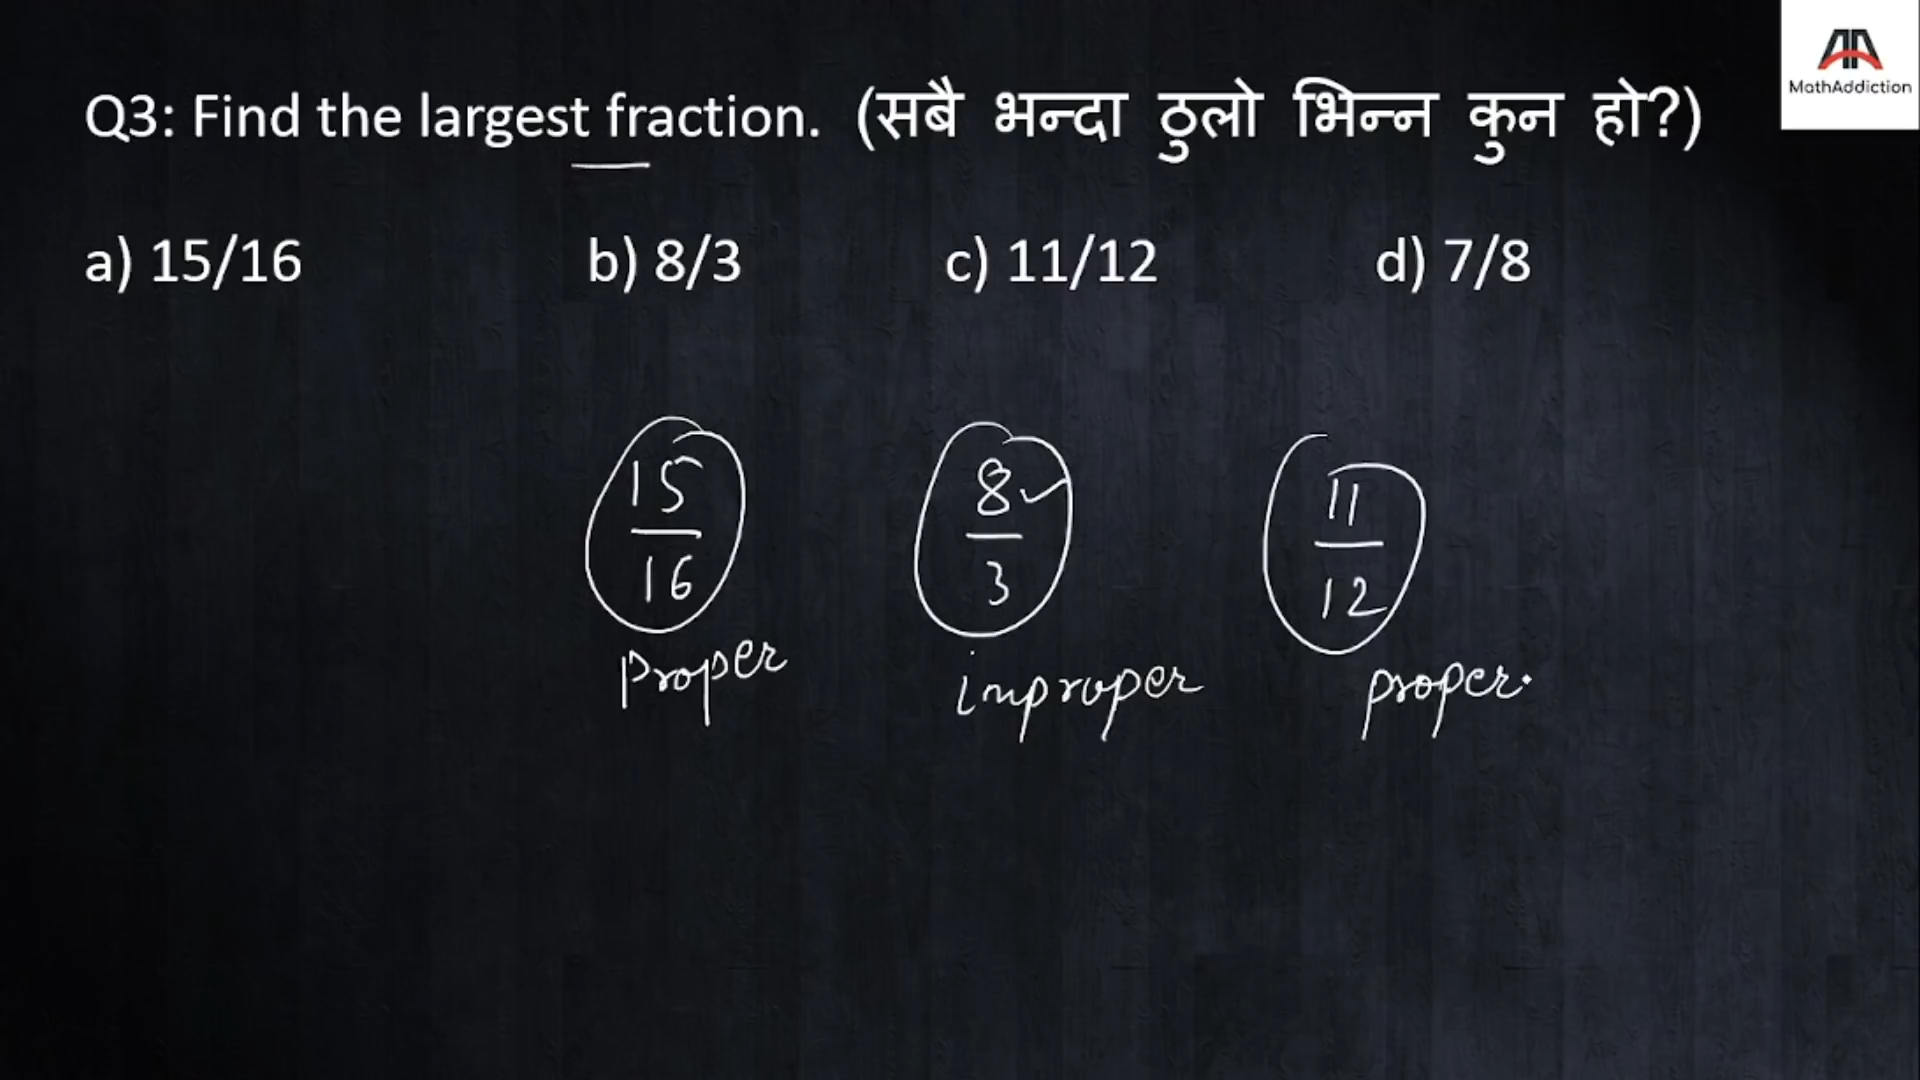 MathAddiction
Q3: Find the largest fraction. (सबै भन्दा ठुलो भिन्न कुन हो?)
a) 15/16 b) 8/3 c) 11/12 d) 7/8
15/16 8/3 11/12
proper improper proper.